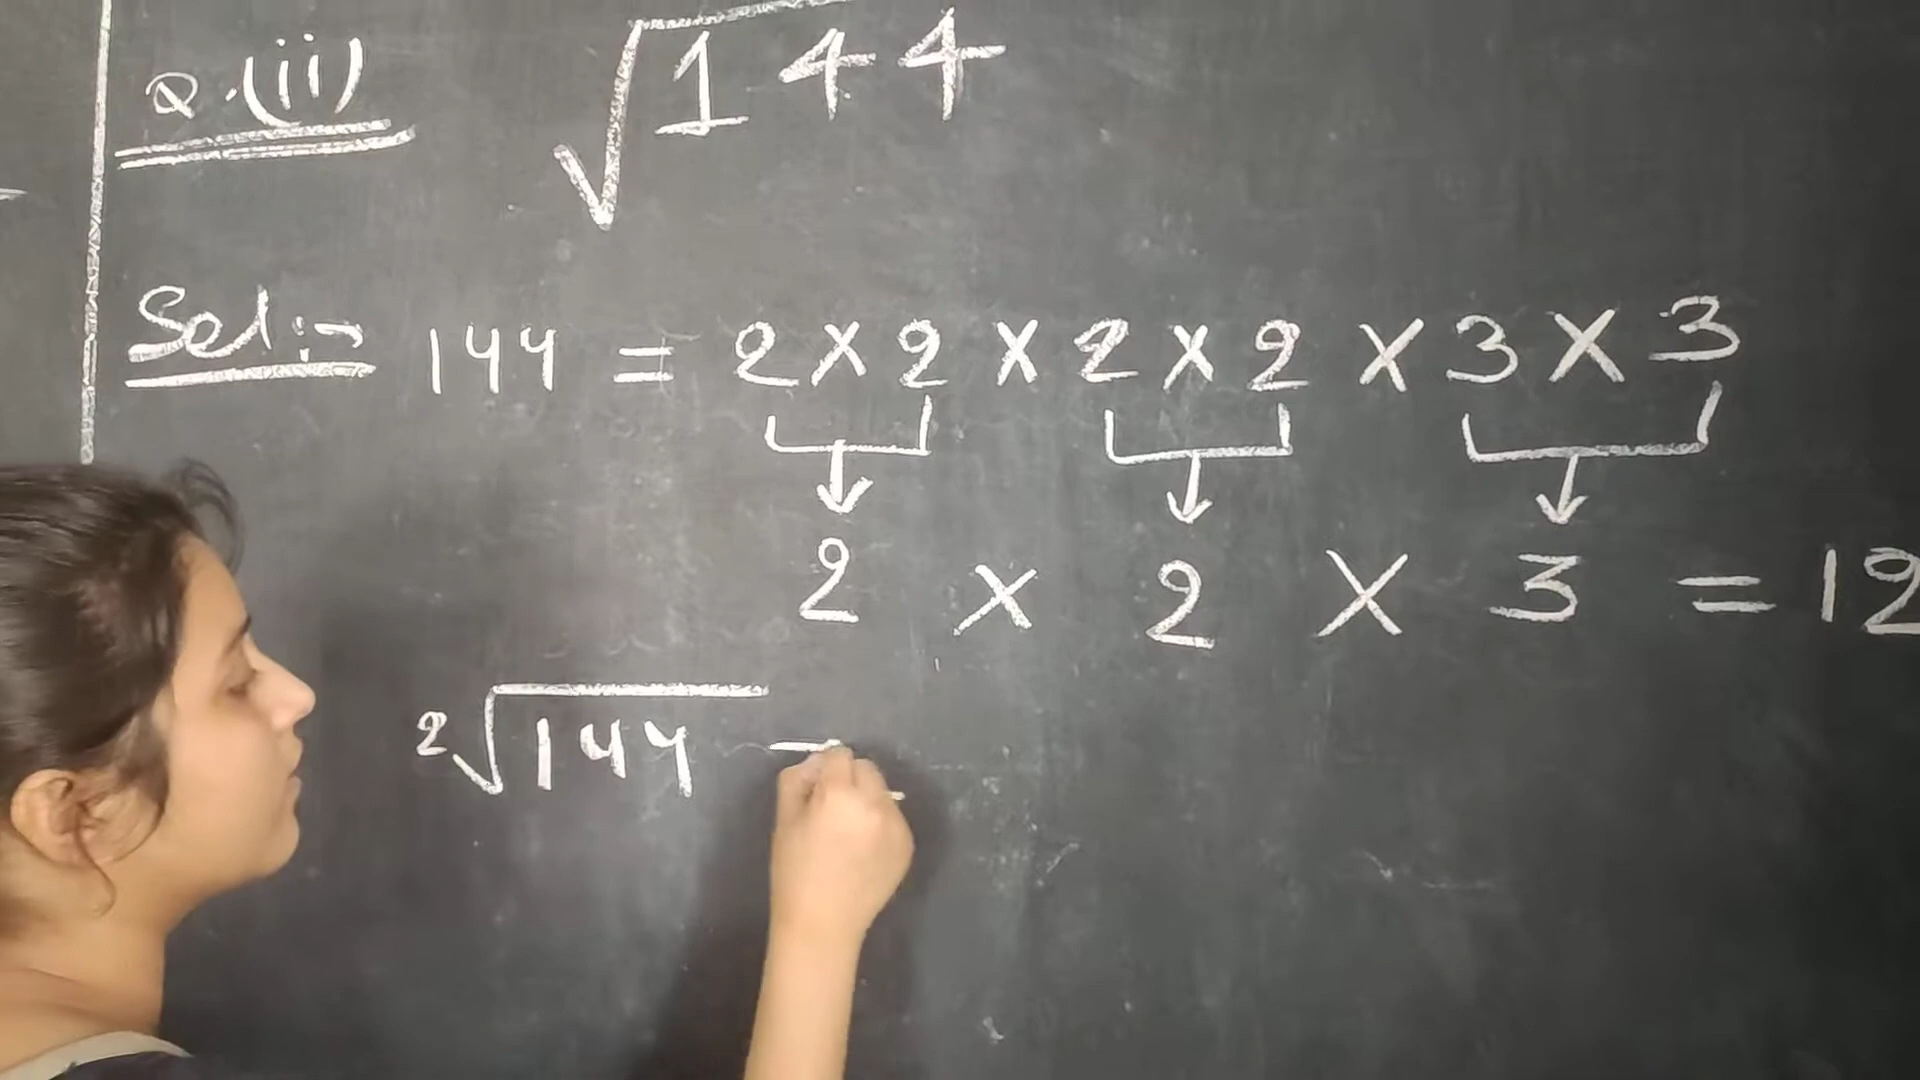 Q.(ii) √144
Sol:- 144 = 2 × 2 × 2 × 2 × 3 × 3
2 × 2 × 3 = 12
²√144 =